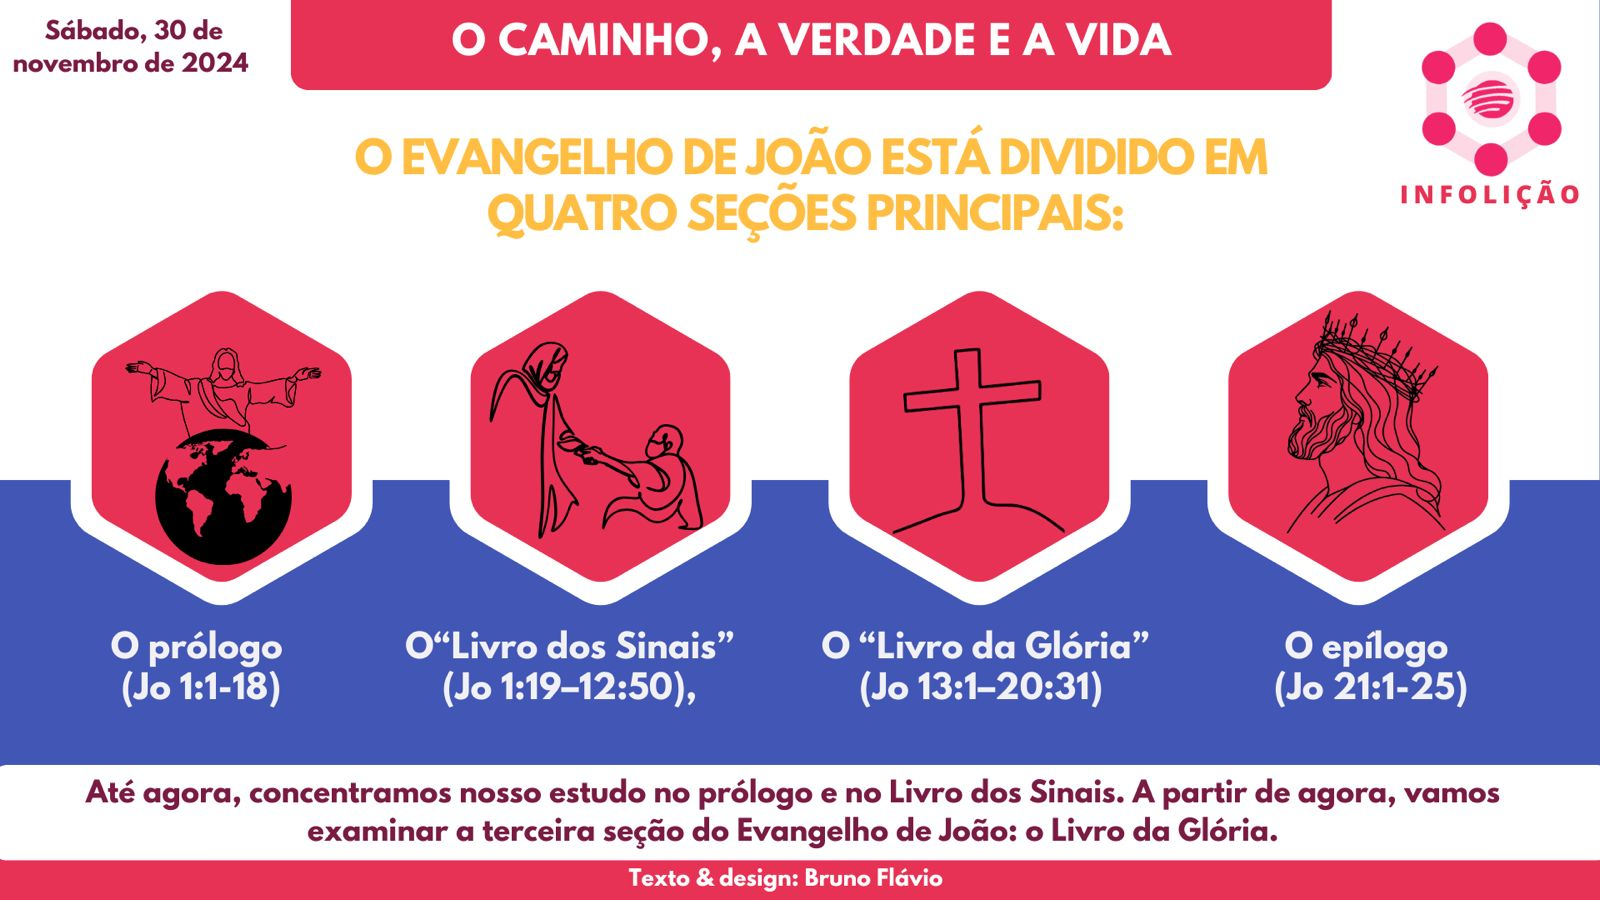 Sábado, 30 de
novembro de 2024
O CAMINHO, A VERDADE E A VIDA
INFOLIÇÃO
O EVANGELHO DE JOÃO ESTÁ DIVIDIDO EM
QUATRO SEÇÕES PRINCIPAIS:
O prólogo
(Jo 1:1-18)
O“Livro dos Sinais”
(Jo 1:19–12:50),
O “Livro da Glória”
(Jo 13:1–20:31)
O epílogo
(Jo 21:1-25)
Até agora, concentramos nosso estudo no prólogo e no Livro dos Sinais. A partir de agora, vamos
examinar a terceira seção do Evangelho de João: o Livro da Glória.
Texto & design: Bruno Flávio